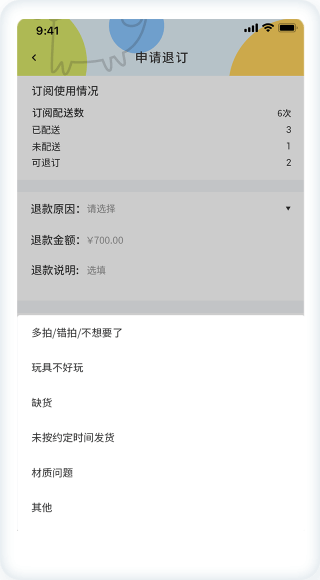 9:41
申请退订
订阅使用情况
订阅配送数 6次
已配送 3
未配送 1
可退订 2
退款原因： 请选择
退款金额： ¥700.00
退款说明: 选填
多拍/错拍/不想要了
玩具不好玩
缺货
未按约定时间发货
材质问题
其他